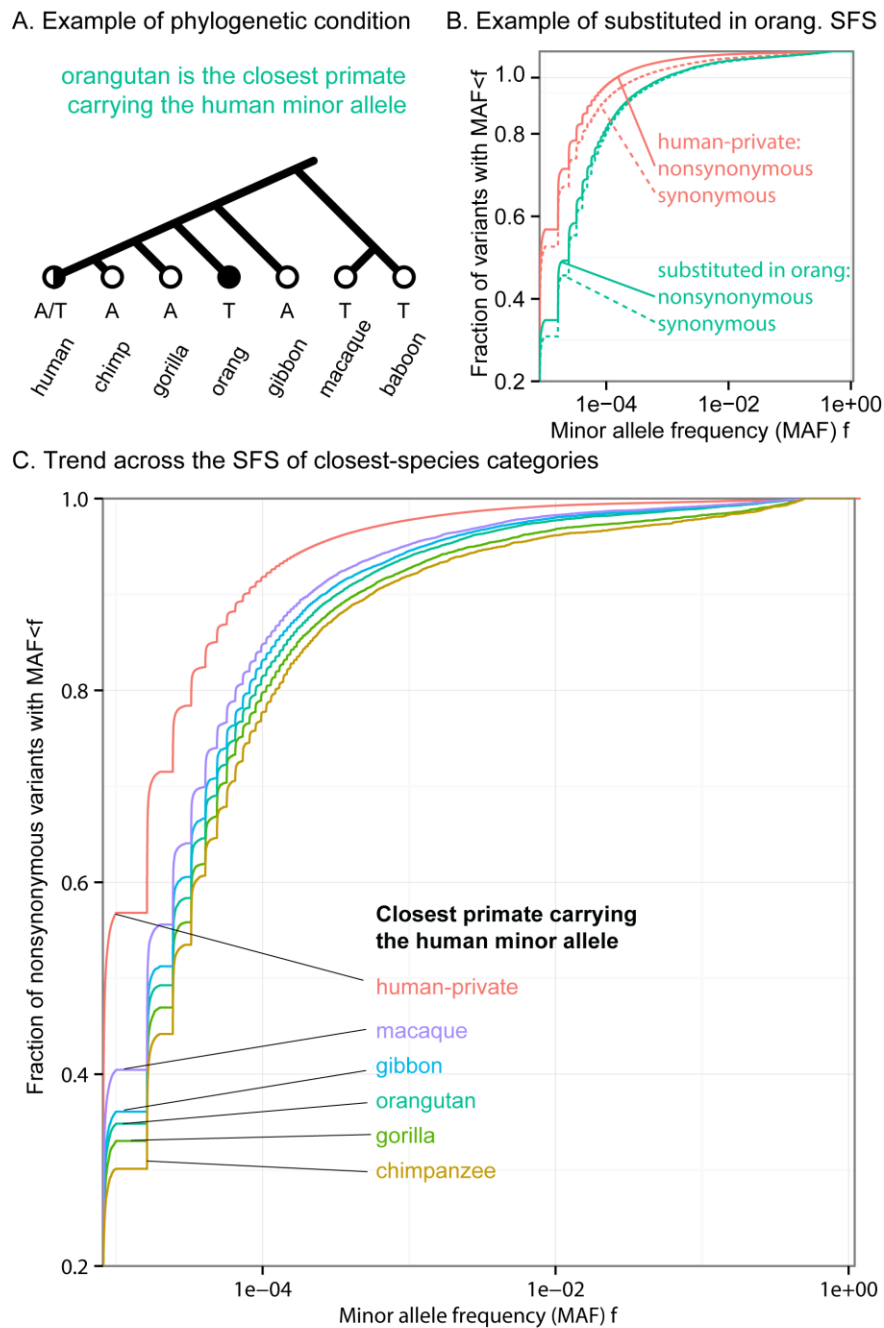 A. Example of phylogenetic condition
orangutan is the closest primate
carrying the human minor allele
A/T A A T A T T
human chimp gorilla orang gibbon macaque baboon
B. Example of substituted in orang. SFS
Fraction of variants with MAF<f
1.0
0.8
0.6
0.4
0.2
human-private:
nonsynonymous
synonymous
substituted in orang:
nonsynonymous
synonymous
1e−04 1e−02 1e+00
Minor allele frequency (MAF) f
C. Trend across the SFS of closest-species categories
Fraction of nonsynonymous variants with MAF<f
1.0
0.8
0.6
0.4
0.2
Closest primate carrying
the human minor allele
human-private
macaque
gibbon
orangutan
gorilla
chimpanzee
1e−04 1e−02 1e+00
Minor allele frequency (MAF) f